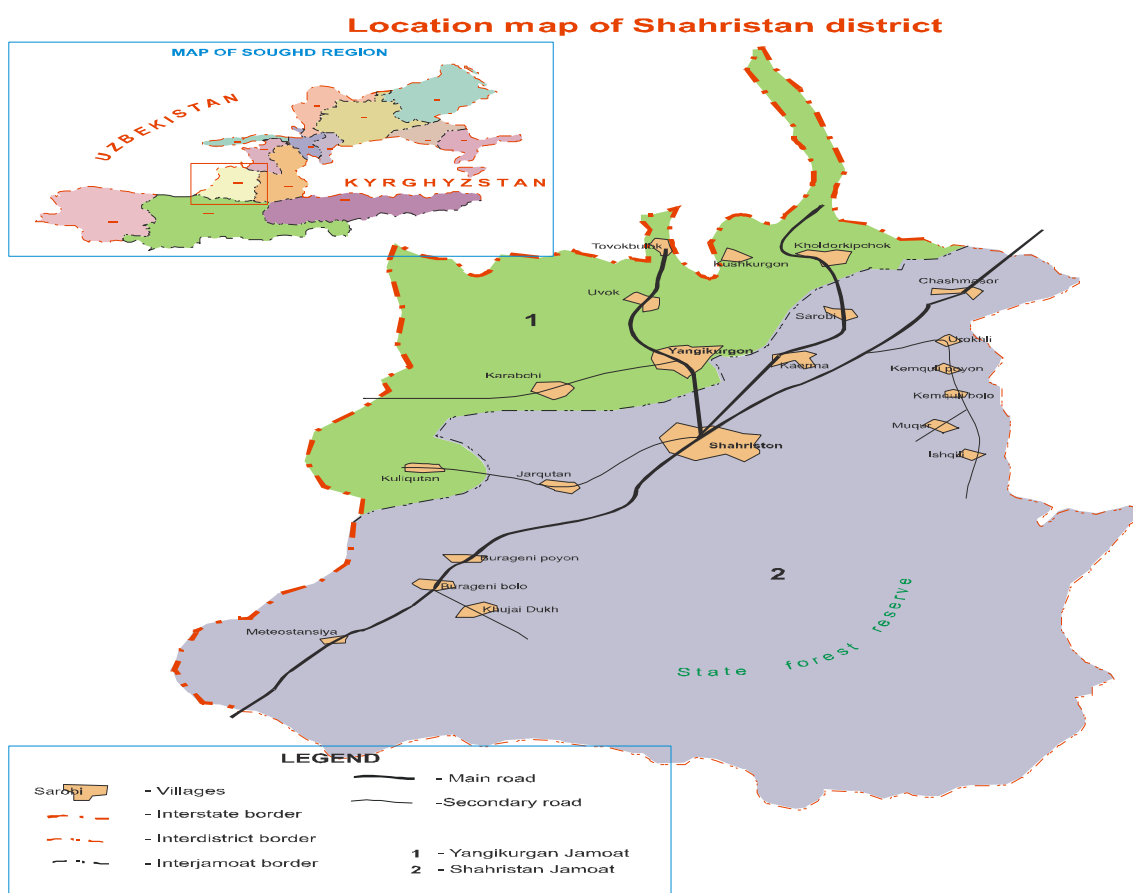 Location map of Shahristan district
MAP OF SOUGHD REGION
UZBEKISTAN
KYRGHYZSTAN
Tovokbulok
Kushkurgon
Kholdorkipchok
Chashmasor
Uvok
1
Sarobi
Urokhli
Yangikurgon
Kaerma
Kemquli poyon
Karabchi
Kemquli bolo
Muqur
Shahriston
Ishqili
Kuliqutan
Jarqutan
Burageni poyon
2
Burageni bolo
Khujai Dukh
Meteostansiya
State forest reserve
LEGEND
Sarobi - Villages
- Interstate border
- Interdistrict border
- Interjamoat border
- Main road
-Secondary road
1 - Yangikurgan Jamoat
2 - Shahristan Jamoat